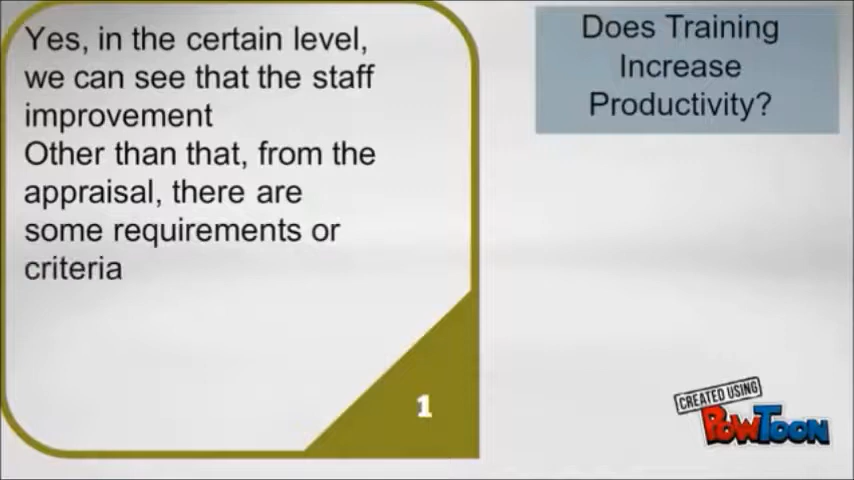 Yes, in the certain level,
we can see that the staff
improvement
Other than that, from the
appraisal, there are
some requirements or
criteria
1
Does Training
Increase
Productivity?
CREATED USING
POWTOON